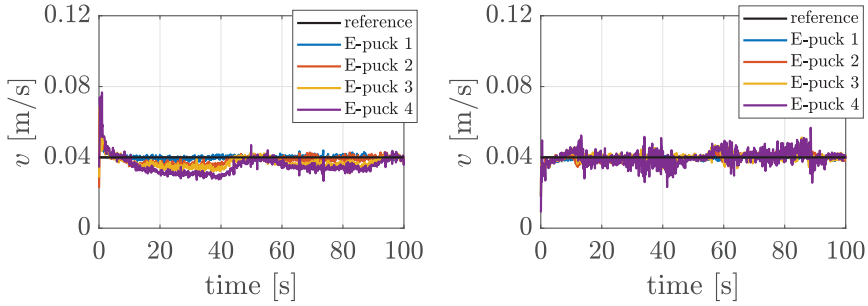 0.12
0.08
0.04
0
v [m/s]
0 20 40 60 80 100
time [s]
reference
E-puck 1
E-puck 2
E-puck 3
E-puck 4
0.12
0.08
0.04
0
v [m/s]
0 20 40 60 80 100
time [s]
reference
E-puck 1
E-puck 2
E-puck 3
E-puck 4